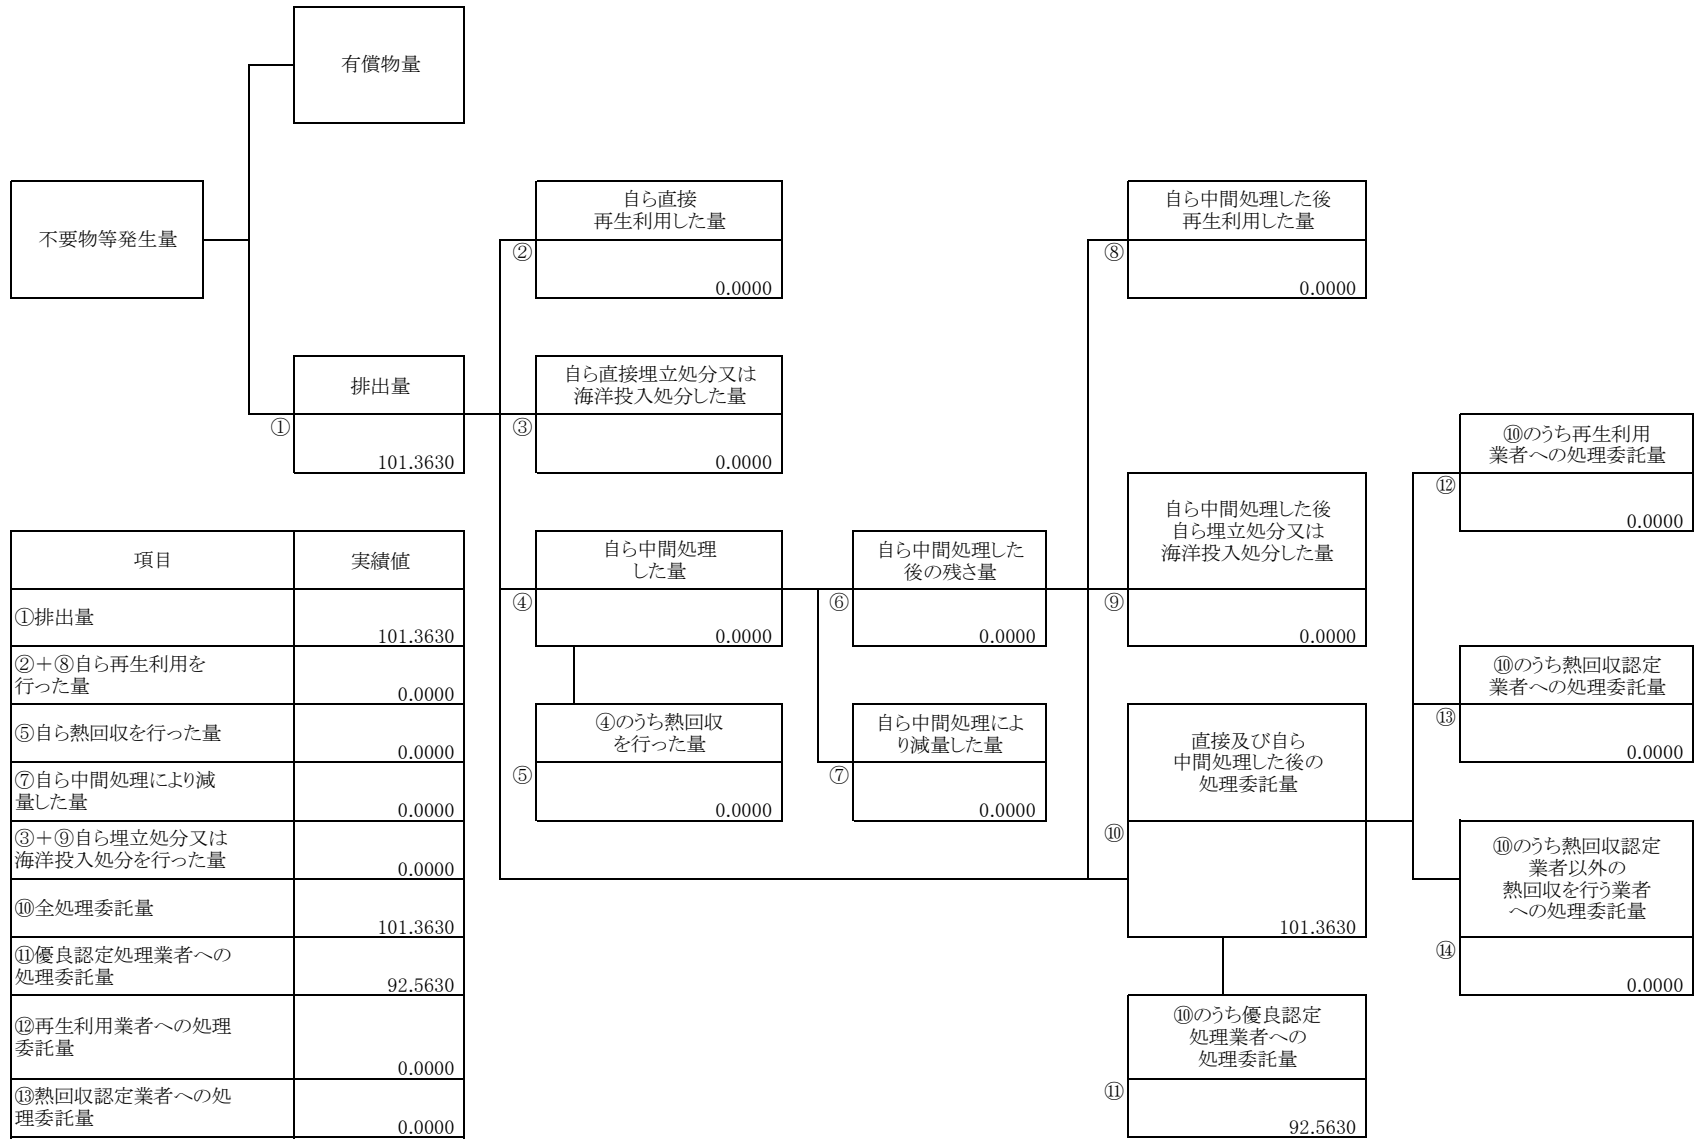 有償物量
不要物等発生量
排出量
①
101.3630
自ら直接
再生利用した量
②
0.0000
自ら直接埋立処分又は
海洋投入処分した量
③
0.0000
自ら中間処理
した量
④
0.0000
④のうち熱回収
を行った量
⑤
0.0000
自ら中間処理した
後の残さ量
⑥
0.0000
自ら中間処理によ
り減量した量
⑦
0.0000
自ら中間処理した後
再生利用した量
⑧
0.0000
自ら中間処理した後
自ら埋立処分又は
海洋投入処分した量
⑨
0.0000
直接及び自ら
中間処理した後の
処理委託量
⑩
101.3630
⑩のうち優良認定
処理業者への
処理委託量
⑪
92.5630
⑩のうち再生利用
業者への処理委託量
⑫
0.0000
⑩のうち熱回収認定
業者への処理委託量
⑬
0.0000
⑩のうち熱回収認定
業者以外の
熱回収を行う業者
への処理委託量
⑭
0.0000
項目 実績値
①排出量
101.3630
②＋⑧自ら再生利用を
行った量
0.0000
⑤自ら熱回収を行った量
0.0000
⑦自ら中間処理により減
量した量
0.0000
③＋⑨自ら埋立処分又は
海洋投入処分を行った量
0.0000
⑩全処理委託量
101.3630
⑪優良認定処理業者への
処理委託量
92.5630
⑫再生利用業者への処理
委託量
0.0000
⑬熱回収認定業者への処
理委託量
0.0000